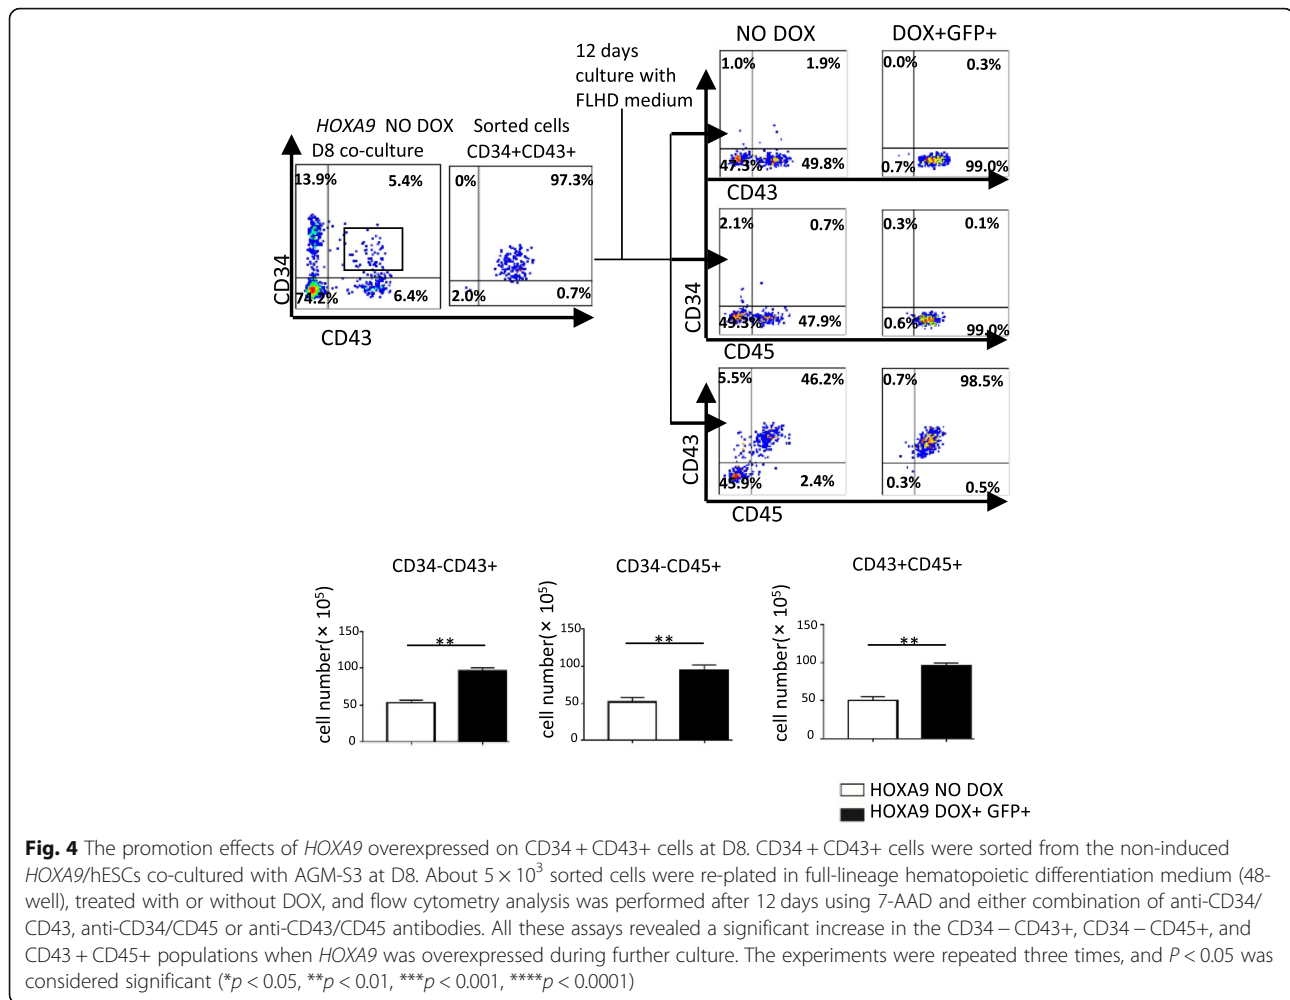 NO DOX
DOX+GFP+
12 days
culture with
FLHD medium
1.0%
1.9%
0.0%
0.3%
47.3%
49.8%
0.7%
99.0%
CD43
HOXA9 NO DOX
D8 co-culture
Sorted cells
CD34+CD43+
13.9%
5.4%
0%
97.3%
CD34
74.2%
6.4%
2.0%
0.7%
CD43
2.1%
0.7%
0.3%
0.1%
CD34
49.3%
47.9%
0.6%
99.0%
CD45
5.5%
46.2%
0.7%
98.5%
CD43
45.9%
2.4%
0.3%
0.5%
CD45
CD34-CD43+
cell number(× 10⁵)
150
100
50
0
**
CD34-CD45+
cell number(× 10⁵)
150
100
50
0
**
CD43+CD45+
cell number(× 10⁵)
150
100
50
0
**
HOXA9 NO DOX
HOXA9 DOX+ GFP+
Fig. 4 The promotion effects of HOXA9 overexpressed on CD34 + CD43+ cells at D8. CD34 + CD43+ cells were sorted from the non-induced
HOXA9/hESCs co-cultured with AGM-S3 at D8. About 5 × 10³ sorted cells were re-plated in full-lineage hematopoietic differentiation medium (48-
well), treated with or without DOX, and flow cytometry analysis was performed after 12 days using 7-AAD and either combination of anti-CD34/
CD43, anti-CD34/CD45 or anti-CD43/CD45 antibodies. All these assays revealed a significant increase in the CD34 − CD43+, CD34 − CD45+, and
CD43 + CD45+ populations when HOXA9 was overexpressed during further culture. The experiments were repeated three times, and P < 0.05 was
considered significant (*p < 0.05, **p < 0.01, ***p < 0.001, ****p < 0.0001)